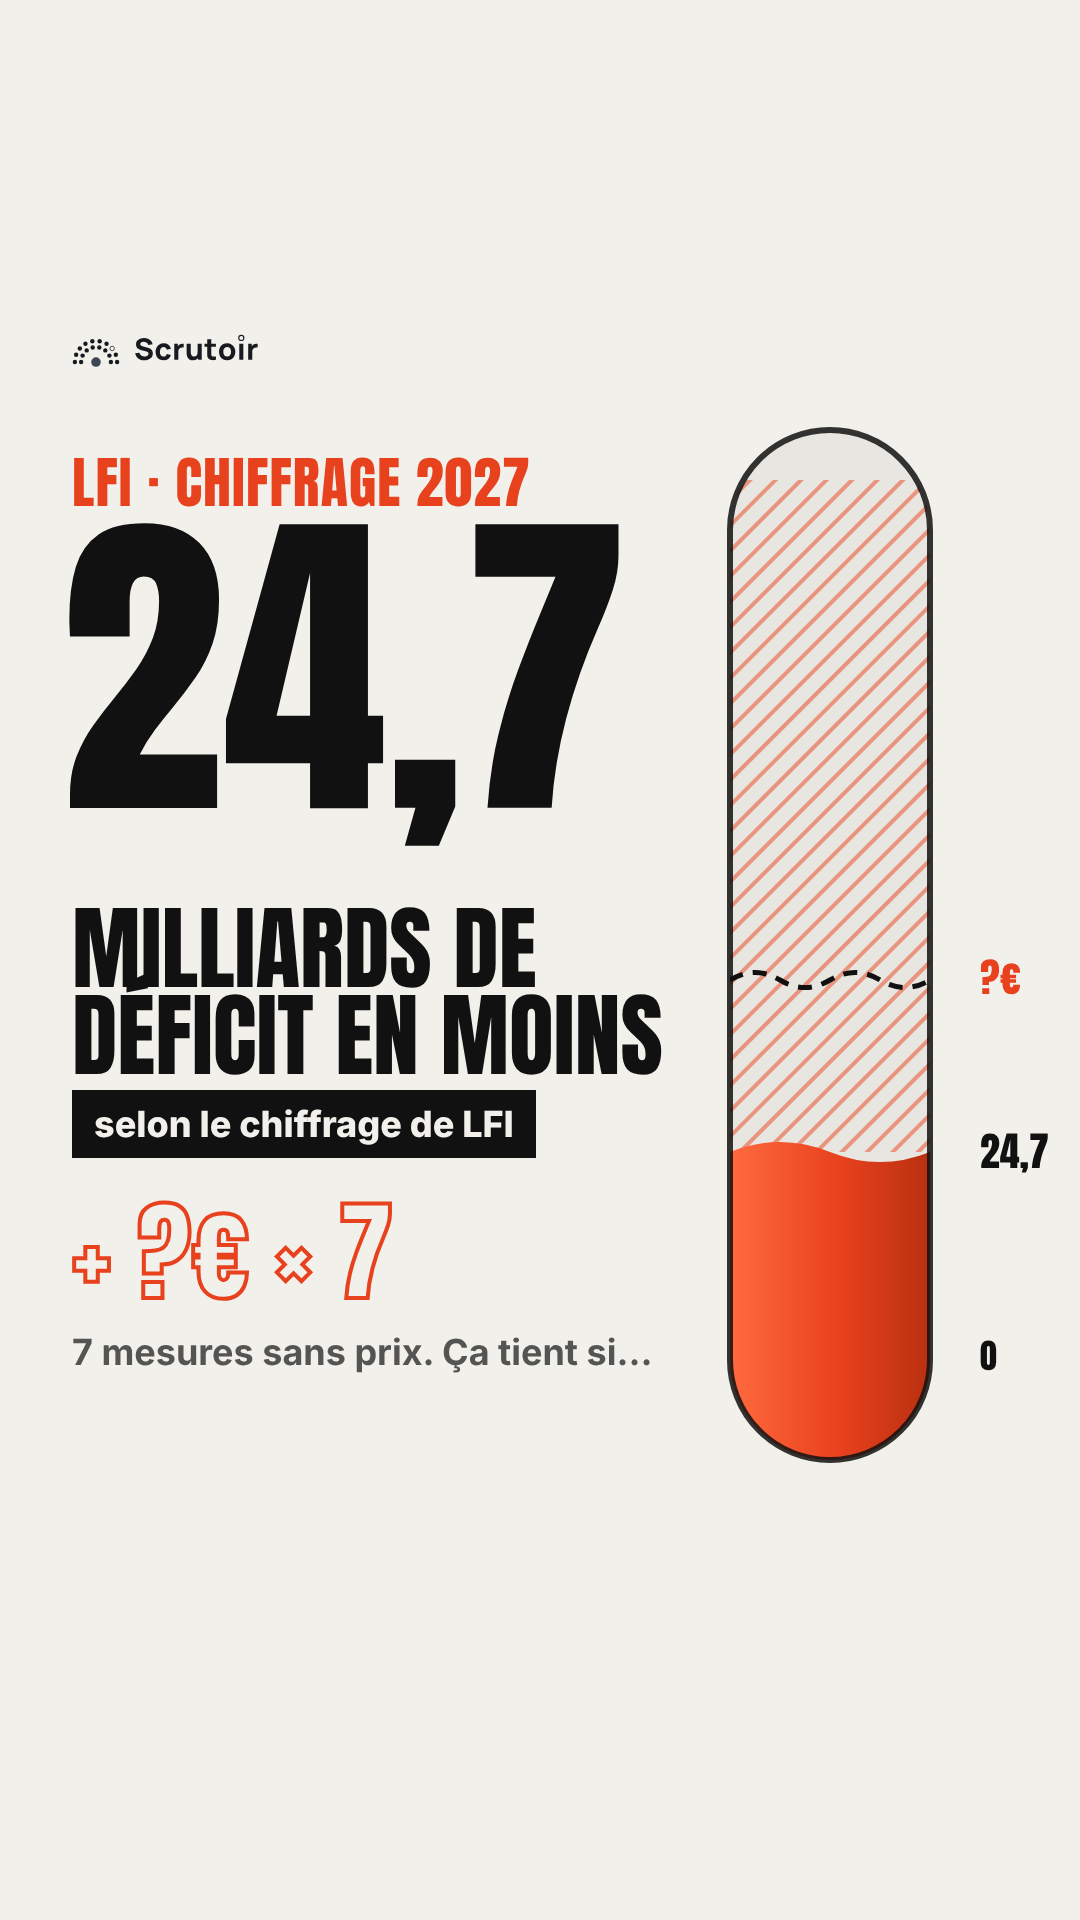 Scrutoir
LFI · CHIFFRAGE 2027
24,7
MILLIARDS DE
DÉFICIT EN MOINS
selon le chiffrage de LFI
+ ?€ × 7
7 mesures sans prix. Ça tient si…
?€
24,7
0